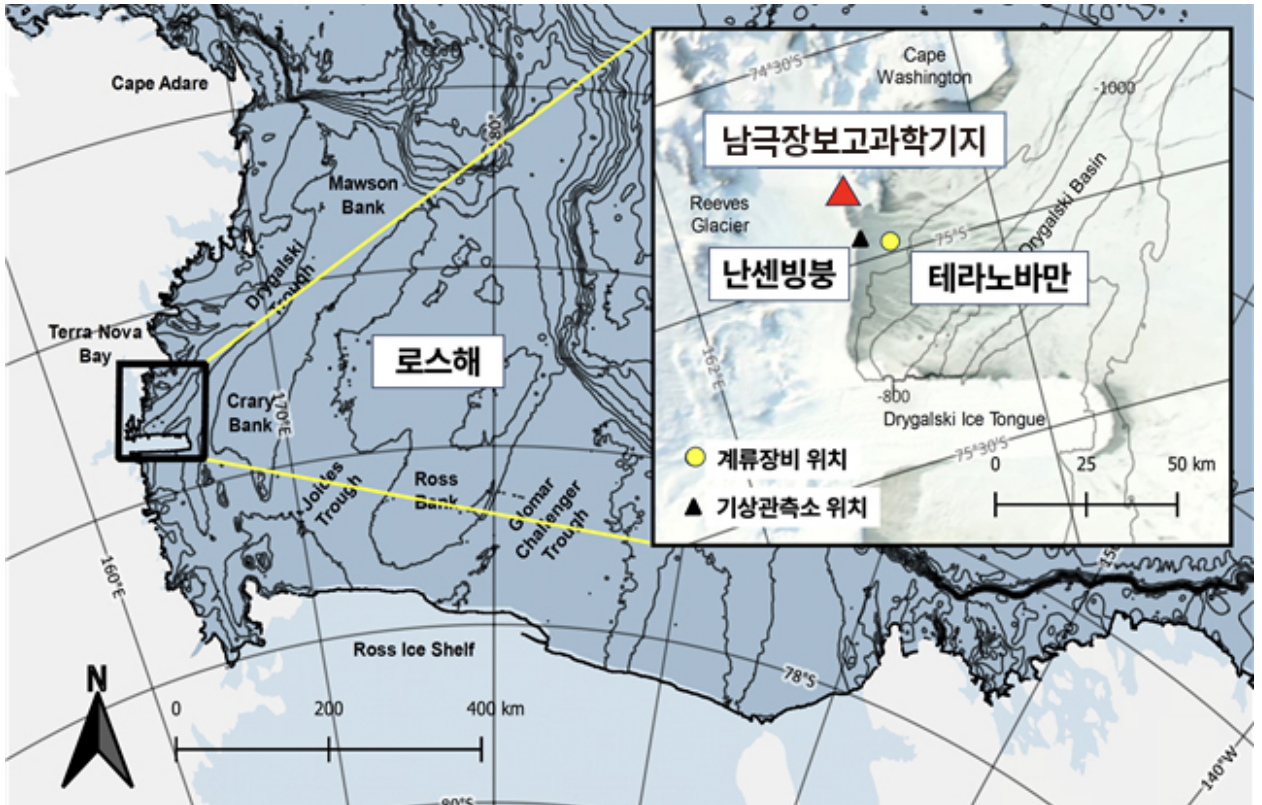 Cape Adare
Mawson
Bank
Drygalski
Trough
Terra Nova
Bay
Crary
Bank
170°E
180°
로스해
Joides
Trough
Ross
Bank
Glomar
Challenger
Trough
160°E
Ross Ice Shelf
78°S
80°S
140°W
N
0
200
400 km
Cape
Washington
74°30'S
-1000
남극장보고과학기지
Reeves
Glacier
Drygalski Basin
75°S
난센빙붕
테라노바만
162°E
-800
Drygalski Ice Tongue
75°30'S
계류장비 위치
기상관측소 위치
0
25
50 km